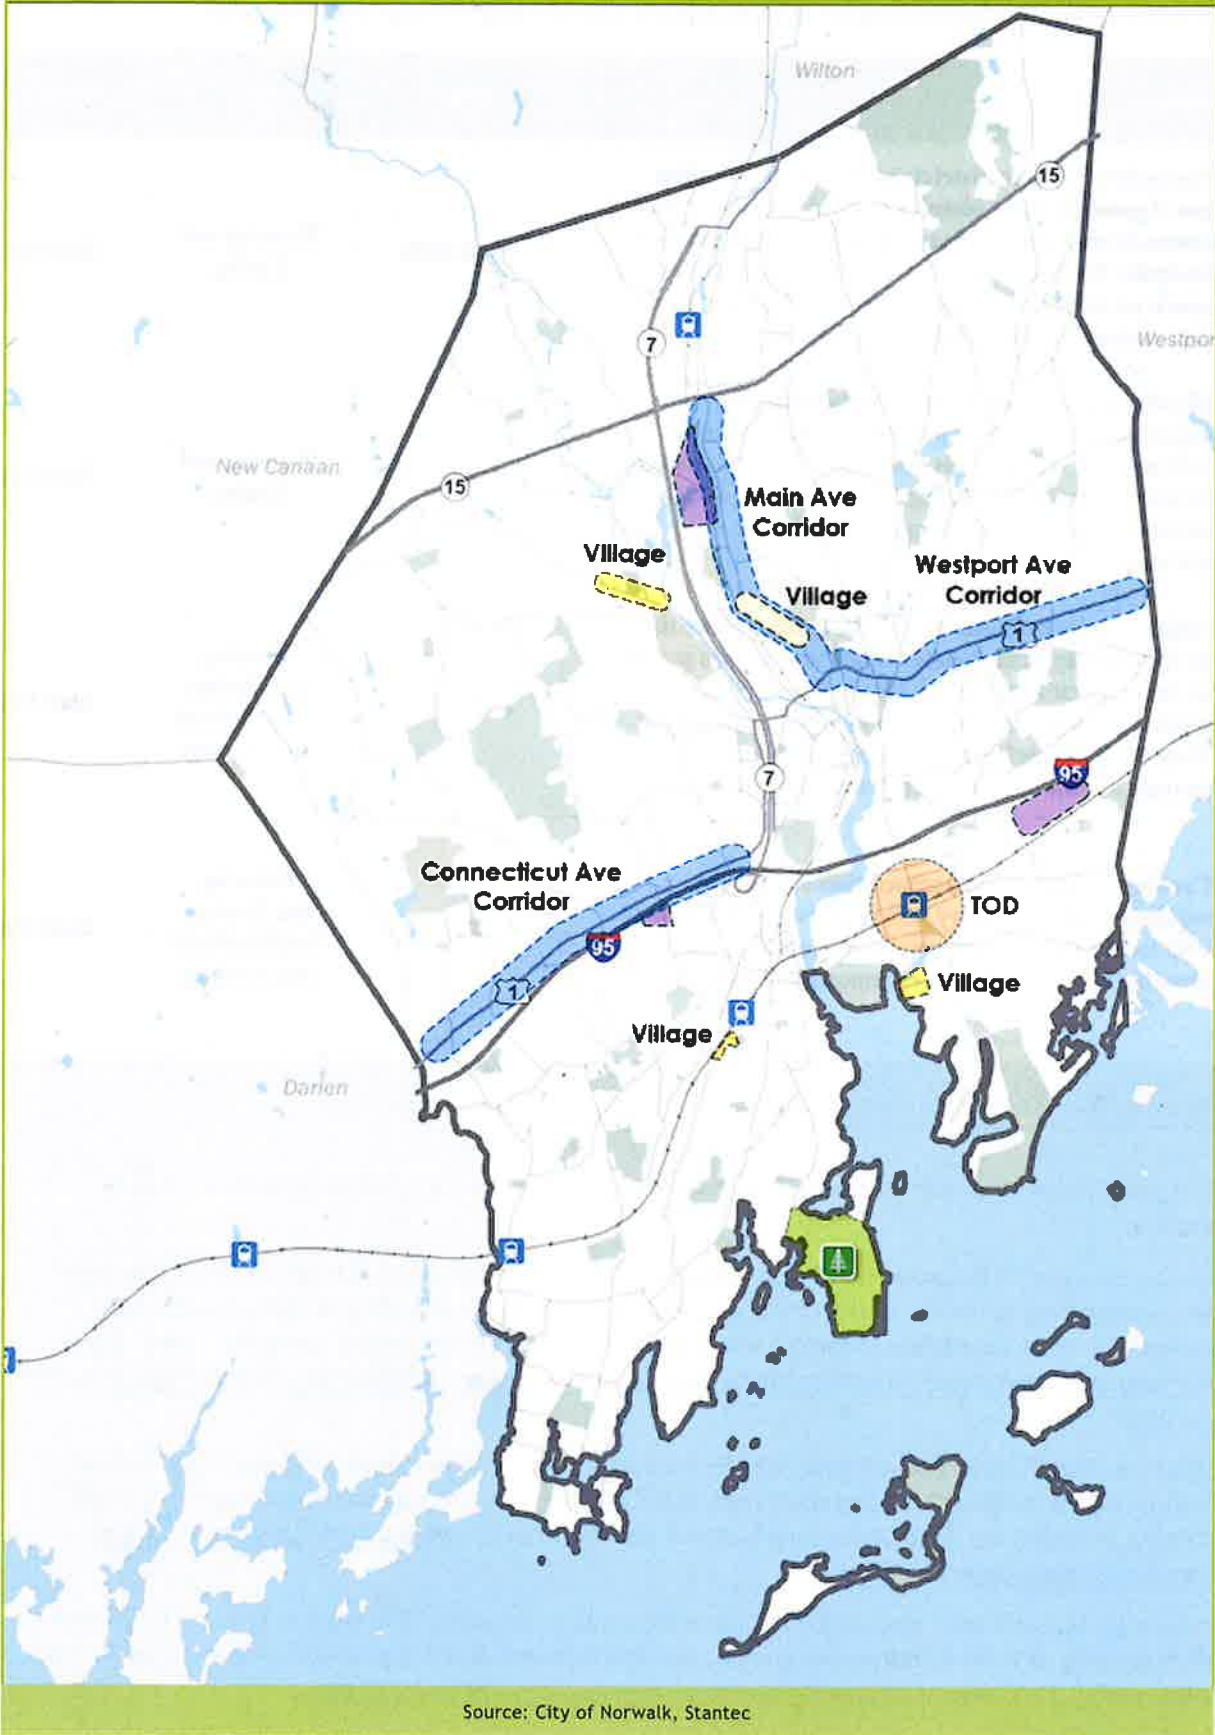 Wilton
15
7
Westpor
New Canaan
15
Main Ave
Corridor
Village
Westport Ave
Corridor
Village
1
7
95
Connecticut Ave
Corridor
TOD
95
Village
1
Village
Darien
Source: City of Norwalk, Stantec